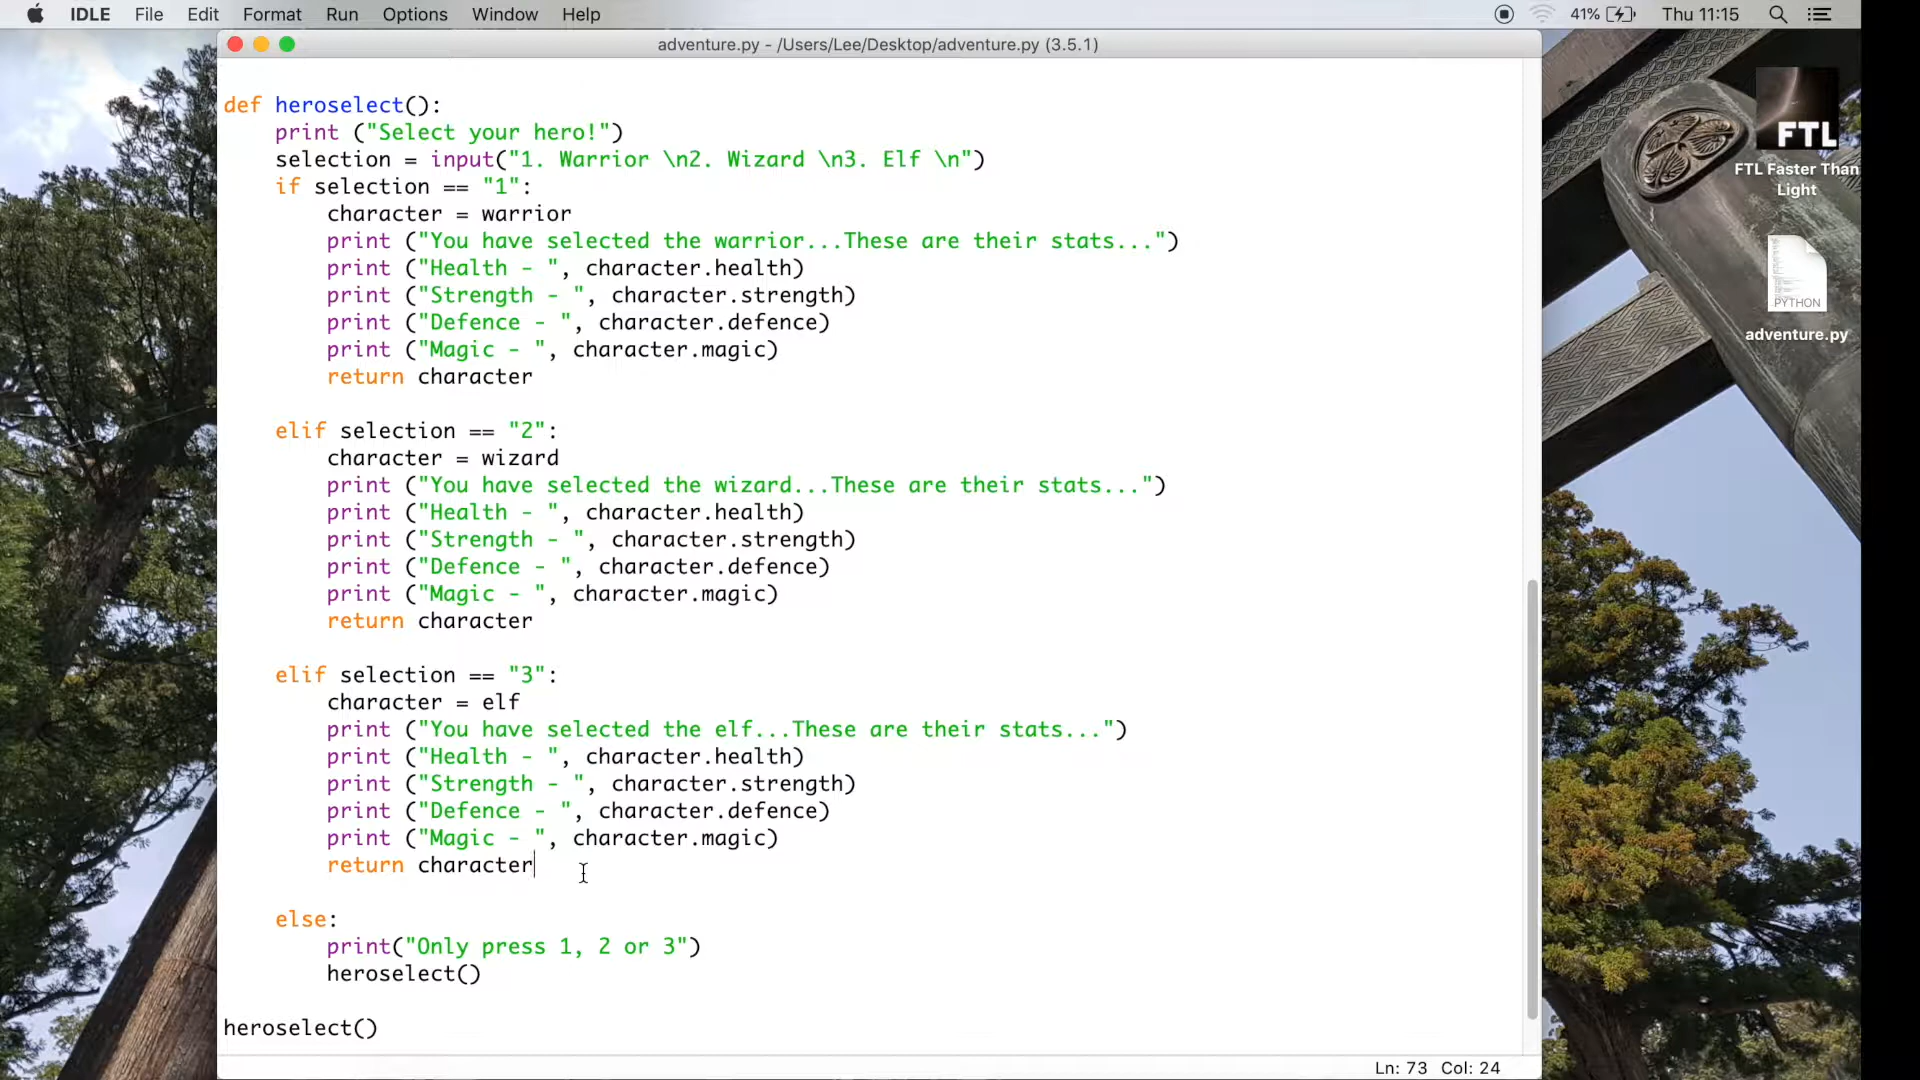 IDLE File Edit Format Run Options Window Help 41% Thu 11:15
adventure.py - /Users/Lee/Desktop/adventure.py (3.5.1)
def heroselect():
    print ("Select your hero!")
    selection = input("1. Warrior \n2. Wizard \n3. Elf \n")
    if selection == "1":
        character = warrior
        print ("You have selected the warrior...These are their stats...")
        print ("Health - ", character.health)
        print ("Strength - ", character.strength)
        print ("Defence - ", character.defence)
        print ("Magic - ", character.magic)
        return character
    elif selection == "2":
        character = wizard
        print ("You have selected the wizard...These are their stats...")
        print ("Health - ", character.health)
        print ("Strength - ", character.strength)
        print ("Defence - ", character.defence)
        print ("Magic - ", character.magic)
        return character
    elif selection == "3":
        character = elf
        print ("You have selected the elf...These are their stats...")
        print ("Health - ", character.health)
        print ("Strength - ", character.strength)
        print ("Defence - ", character.defence)
        print ("Magic - ", character.magic)
        return character
    else:
        print("Only press 1, 2 or 3")
        heroselect()
heroselect()
Ln: 73 Col: 24
FTL
FTL Faster Than
Light
PYTHON
adventure.py